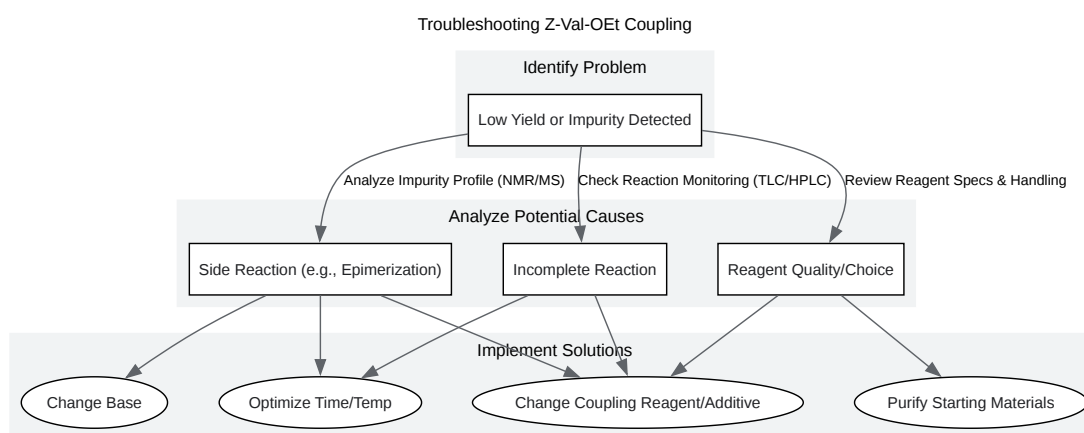 Troubleshooting Z-Val-OEt Coupling
Identify Problem
Low Yield or Impurity Detected
Analyze Impurity Profile (NMR/MS)
Check Reaction Monitoring (TLC/HPLC)
Review Reagent Specs & Handling
Analyze Potential Causes
Side Reaction (e.g., Epimerization)
Incomplete Reaction
Reagent Quality/Choice
Implement Solutions
Change Base
Optimize Time/Temp
Change Coupling Reagent/Additive
Purify Starting Materials